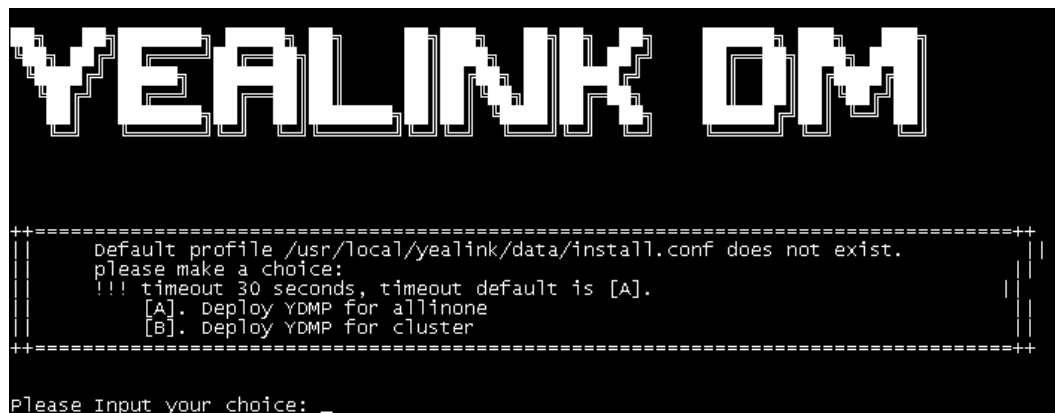 YEALINK DM
++==================================================================================++
|| Default profile /usr/local/yealink/data/install.conf does not exist. ||
|| please make a choice: ||
|| !!! timeout 30 seconds, timeout default is [A]. ||
|| [A]. Deploy YDMP for allinone ||
|| [B]. Deploy YDMP for cluster ||
++==================================================================================++
Please Input your choice: _